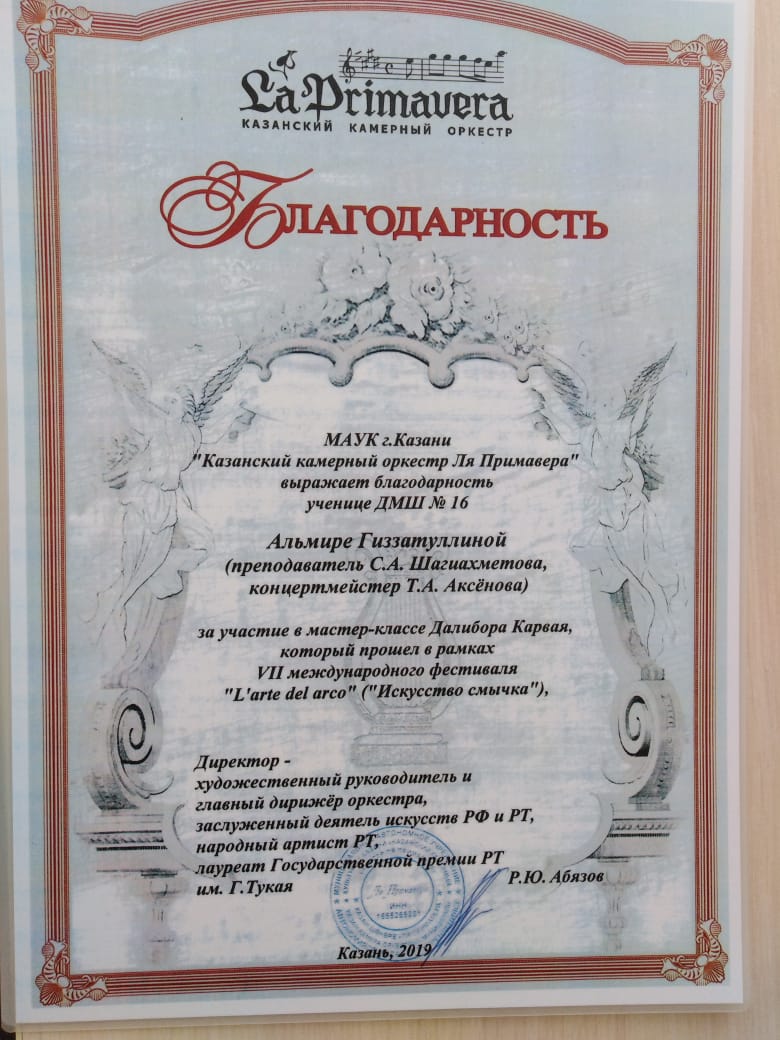 La Primavera
КАЗАНСКИЙ КАМЕРНЫЙ ОРКЕСТР
БЛАГОДАРНОСТЬ
МАУК г.Казани
"Казанский камерный оркестр Ля Примавера"
выражает благодарность
ученице ДМШ № 16
Альмире Гиззатуллиной
(преподаватель С.А. Шагиахметова,
концертмейстер Т.А. Аксёнова)
за участие в мастер-классе Далибора Карвая,
который прошел в рамках
VII международного фестиваля
"L'arte del arco" ("Искусство смычка"),
Директор -
художественный руководитель и
главный дирижёр оркестра,
заслуженный деятель искусств РФ и РТ,
народный артист РТ,
лауреат Государственной премии РТ
им. Г.Тукая
Р.Ю. Абязов
ИНН
Казань, 2019